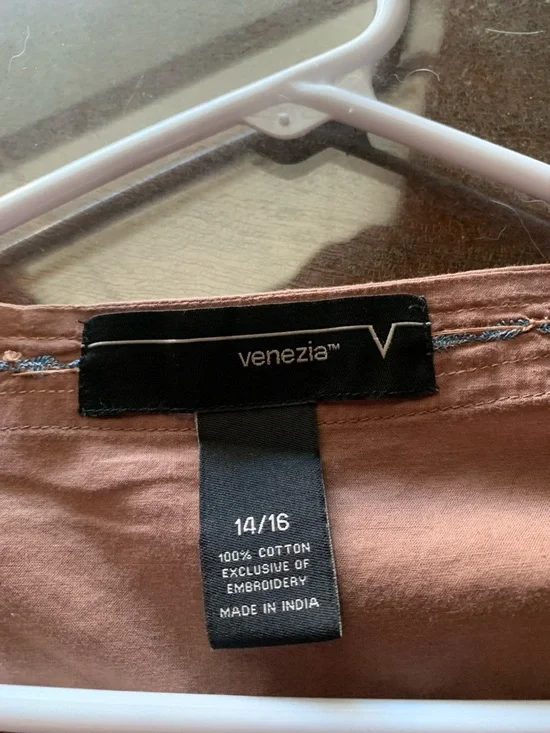 venezia™
14/16
100% COTTON
EXCLUSIVE OF
EMBROIDERY
MADE IN INDIA